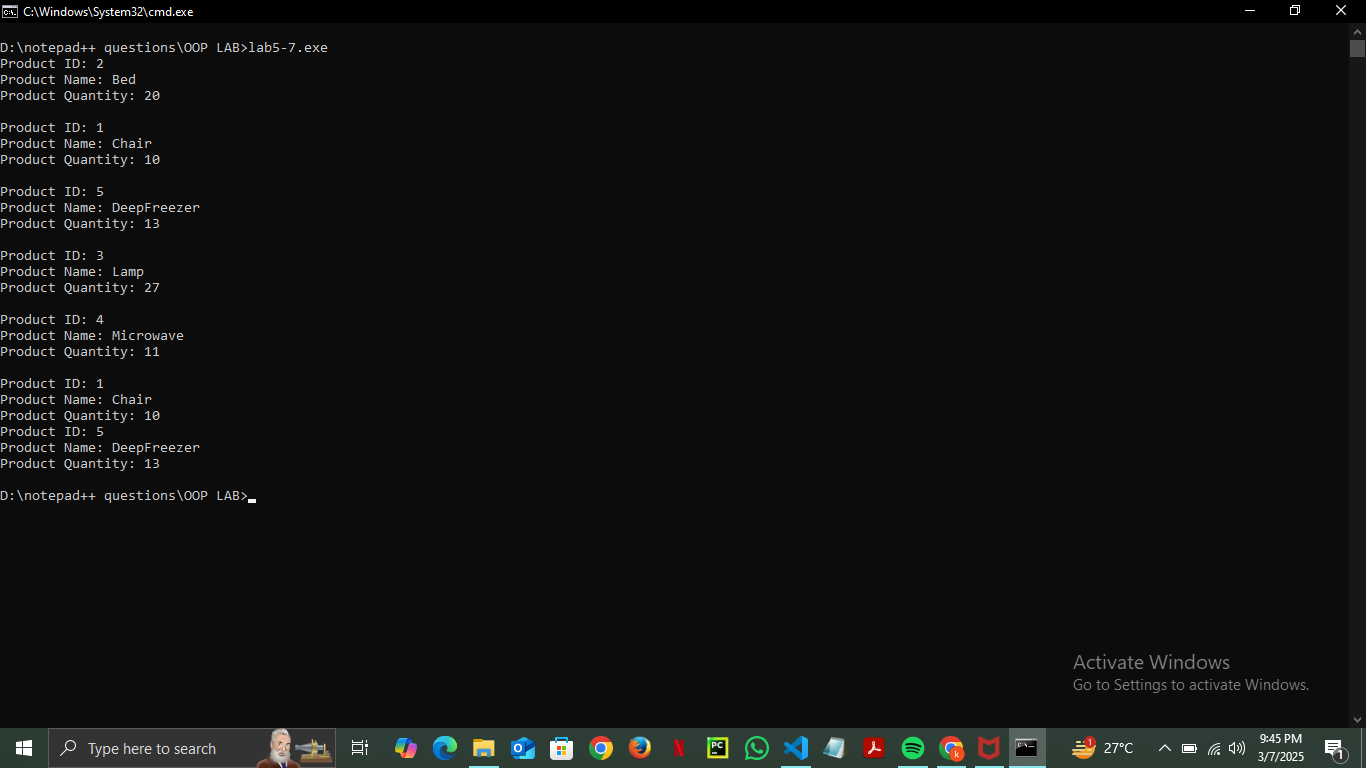 C:\Windows\System32\cmd.exe
D:\notepad++ questions\OOP LAB>lab5-7.exe
Product ID: 2
Product Name: Bed
Product Quantity: 20
Product ID: 1
Product Name: Chair
Product Quantity: 10
Product ID: 5
Product Name: DeepFreezer
Product Quantity: 13
Product ID: 3
Product Name: Lamp
Product Quantity: 27
Product ID: 4
Product Name: Microwave
Product Quantity: 11
Product ID: 1
Product Name: Chair
Product Quantity: 10
Product ID: 5
Product Name: DeepFreezer
Product Quantity: 13
D:\notepad++ questions\OOP LAB>
Activate Windows
Go to Settings to activate Windows.
Type here to search
PC
k
1
27°C
9:45 PM
3/7/2025
1